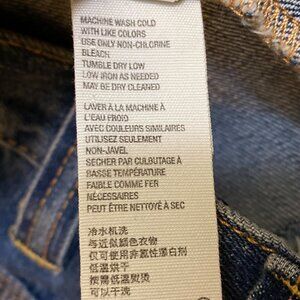 MACHINE WASH COLD
WITH LIKE COLORS
USE ONLY NON-CHLORINE
BLEACH
TUMBLE DRY LOW
LOW IRON AS NEEDED
MAY BE DRY CLEANED
LAVER À LA MACHINE À
L'EAU FROID
AVEC COULEURS SIMILAIRES
UTILISEZ SEULEMENT
NON-JAVEL
SECHER PAR CULBUTAGE À
BASSE TEMPÉRATURE
FAIBLE COMME FER
NÉCESSAIRES
PEUT ÊTRE NETTOYÉ À SEC
冷水机洗
与近似颜色衣物
仅可使用非氯性漂白剂
低温烘干
按需低温熨烫
可以干洗